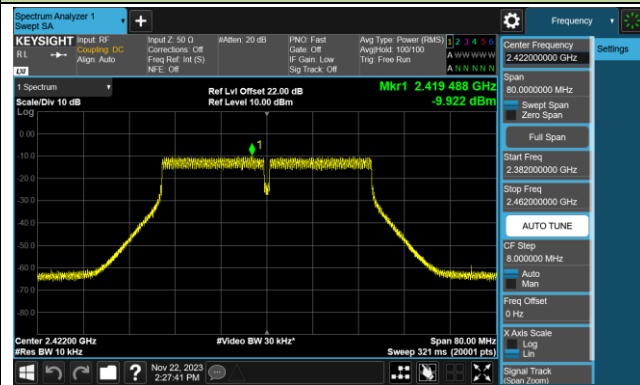 Spectrum Analyzer 1
Swept SA
Frequency
KEYSIGHT
Input: RF
Coupling: DC
Align: Auto
RL
LXI
Input Z: 50 Ω
Corrections: Off
Freq Ref: Int (S)
NFE: Off
#Atten: 20 dB
PNO: Fast
Gate: Off
IF Gain: Low
Sig Track: Off
Avg Type: Power (RMS)
Avg|Hold: 100/100
Trig: Free Run
1 2 3 4 5 6
A W W W W W
A N N N N N
1 Spectrum
Scale/Div 10 dB
Log
Ref Lvl Offset 22.00 dB
Ref Level 10.00 dBm
Mkr1 2.419 488 GHz
-9.922 dBm
1
0.00
-10.0
-20.0
-30.0
-40.0
-50.0
-60.0
-70.0
-80.0
Center 2.42200 GHz
#Res BW 10 kHz
#Video BW 30 kHz*
Span 80.00 MHz
Sweep 321 ms (20001 pts)
Center Frequency
2.422000000 GHz
Settings
Span
80.0000000 MHz
Swept Span
Zero Span
Full Span
Start Freq
2.382000000 GHz
Stop Freq
2.462000000 GHz
AUTO TUNE
CF Step
8.000000 MHz
Auto
Man
Freq Offset
0 Hz
X Axis Scale
Log
Lin
Signal Track
(Span Zoom)
Nov 22, 2023
2:27:41 PM